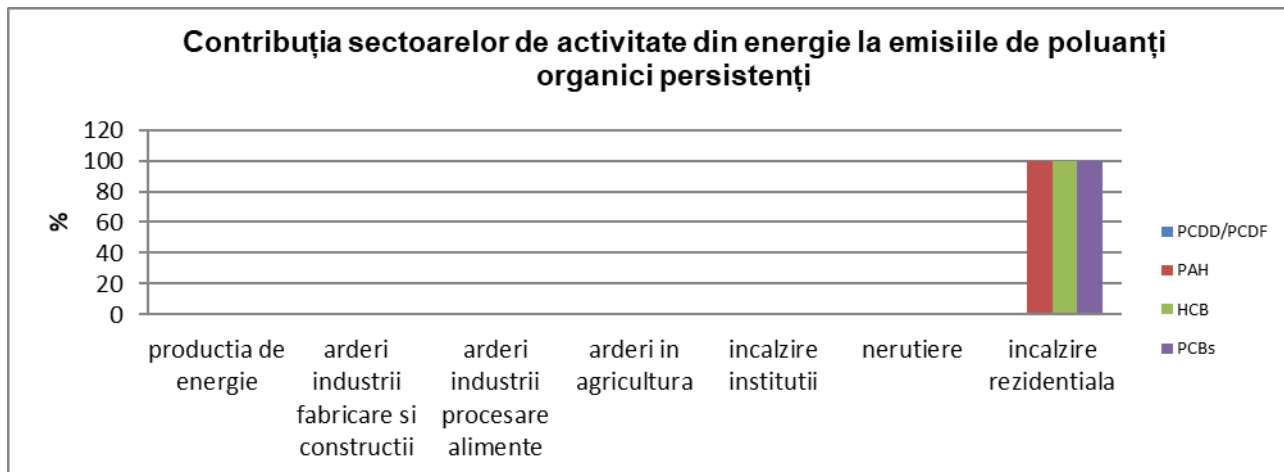 Contribuția sectoarelor de activitate din energie la emisiile de poluanți
organici persistenți
120
100
80
60
40
20
0
%
productia de
energie
arderi
industrii
fabricare si
constructii
arderi
industrii
procesare
alimente
arderi in
agricultura
incalzire
institutii
nerutiere
incalzire
rezidentiala
PCDD/PCDF
PAH
HCB
PCBs